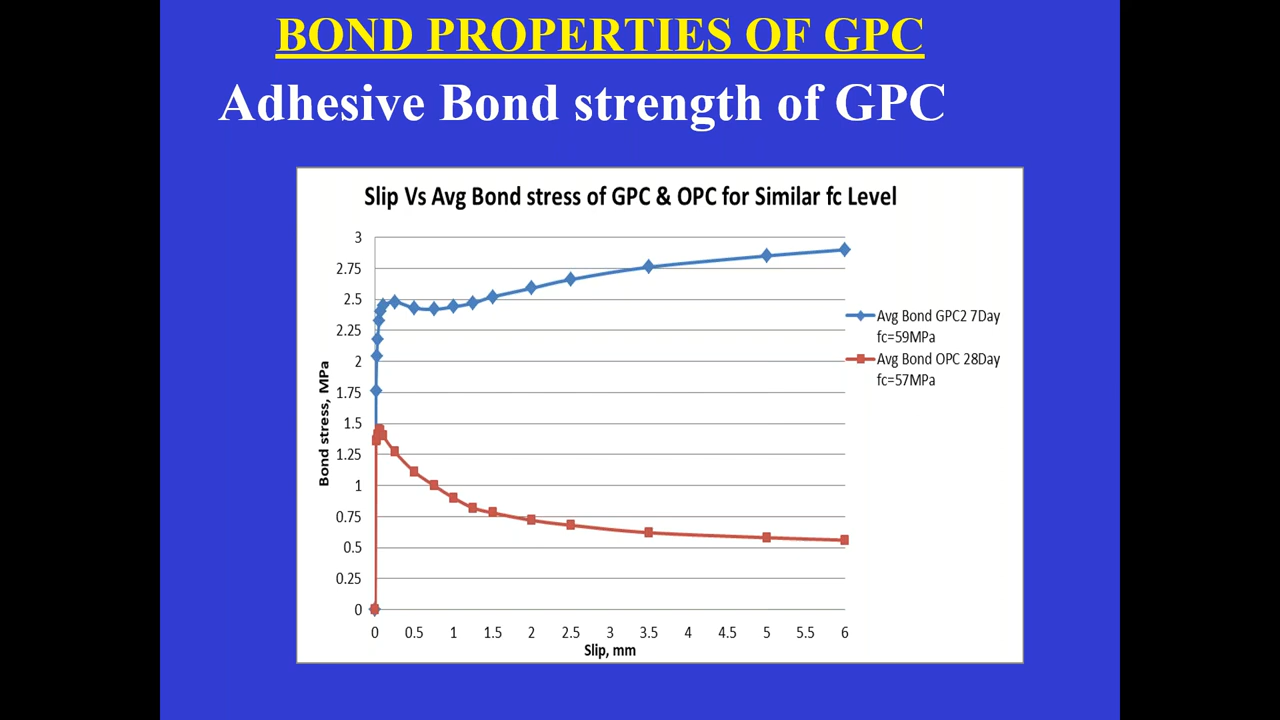 BOND PROPERTIES OF GPC
Adhesive Bond strength of GPC
Slip Vs Avg Bond stress of GPC & OPC for Similar fc Level
3
2.75
2.5
2.25
2
1.75
1.5
1.25
1
0.75
0.5
0.25
0
Bond stress, MPa
0 0.5 1 1.5 2 2.5 3 3.5 4 4.5 5 5.5 6
Slip, mm
Avg Bond GPC2 7Day
fc=59MPa
Avg Bond OPC 28Day
fc=57MPa